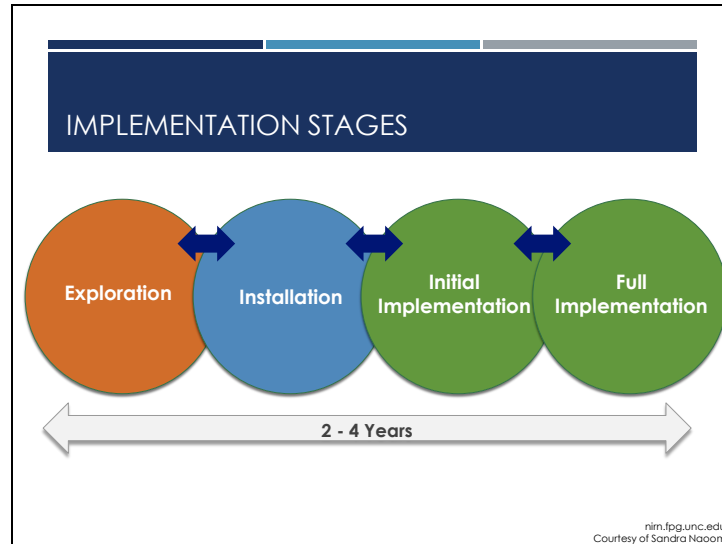 IMPLEMENTATION STAGES
Exploration
Installation
Initial
Implementation
Full
Implementation
2 - 4 Years
nirn.fpg.unc.edu
Courtesy of Sandra Naoom